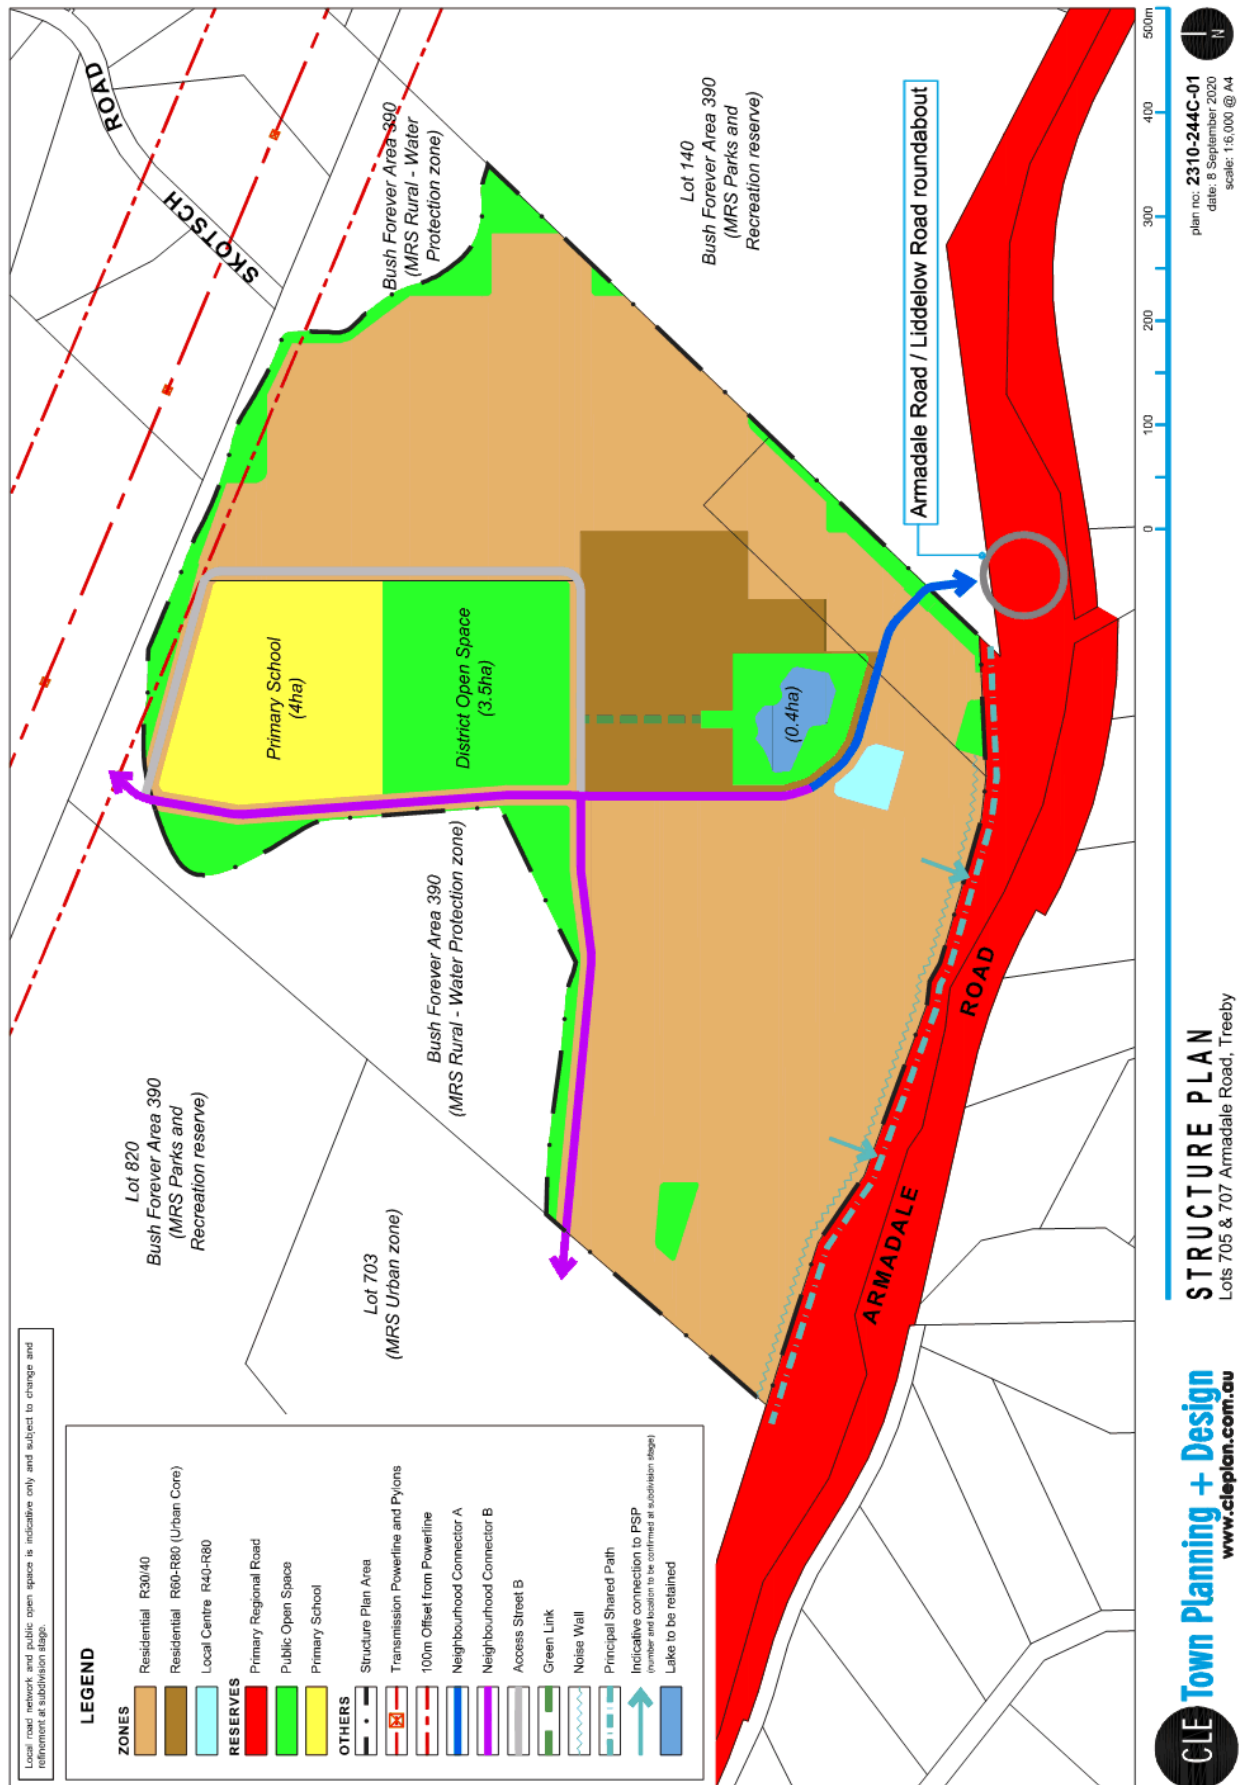 Local road network and public open space is indicative only and subject to change and
refinement at subdivision stage.
LEGEND
ZONES
Residential R30/40
Residential R60-R80 (Urban Core)
Local Centre R40-R80
RESERVES
Primary Regional Road
Public Open Space
Primary School
OTHERS
Structure Plan Area
Transmission Powerline and Pylons
100m Offset from Powerline
Neighbourhood Connector A
Neighbourhood Connector B
Access Street B
Green Link
Noise Wall
Principal Shared Path
Indicative connection to PSP
(number and location to be confirmed at subdivision stage)
Lake to be retained
Lot 820
Bush Forever Area 390
(MRS Parks and
Recreation reserve)
Lot 703
(MRS Urban zone)
Bush Forever Area 390
(MRS Rural - Water Protection zone)
Primary School
(4ha)
District Open Space
(3.5ha)
(0.4ha)
SKOTSCH ROAD
Bush Forever Area 390
(MRS Rural - Water
Protection zone)
Lot 140
Bush Forever Area 390
(MRS Parks and
Recreation reserve)
Armadale Road / Liddelow Road roundabout
ARMADALE ROAD
0 100 200 300 400 500m
CLE Town Planning + Design
www.cleplan.com.au
STRUCTURE PLAN
Lots 705 & 707 Armadale Road, Treeby
plan no: 2310-244C-01
date: 8 September 2020
scale: 1:6,000 @ A4
N